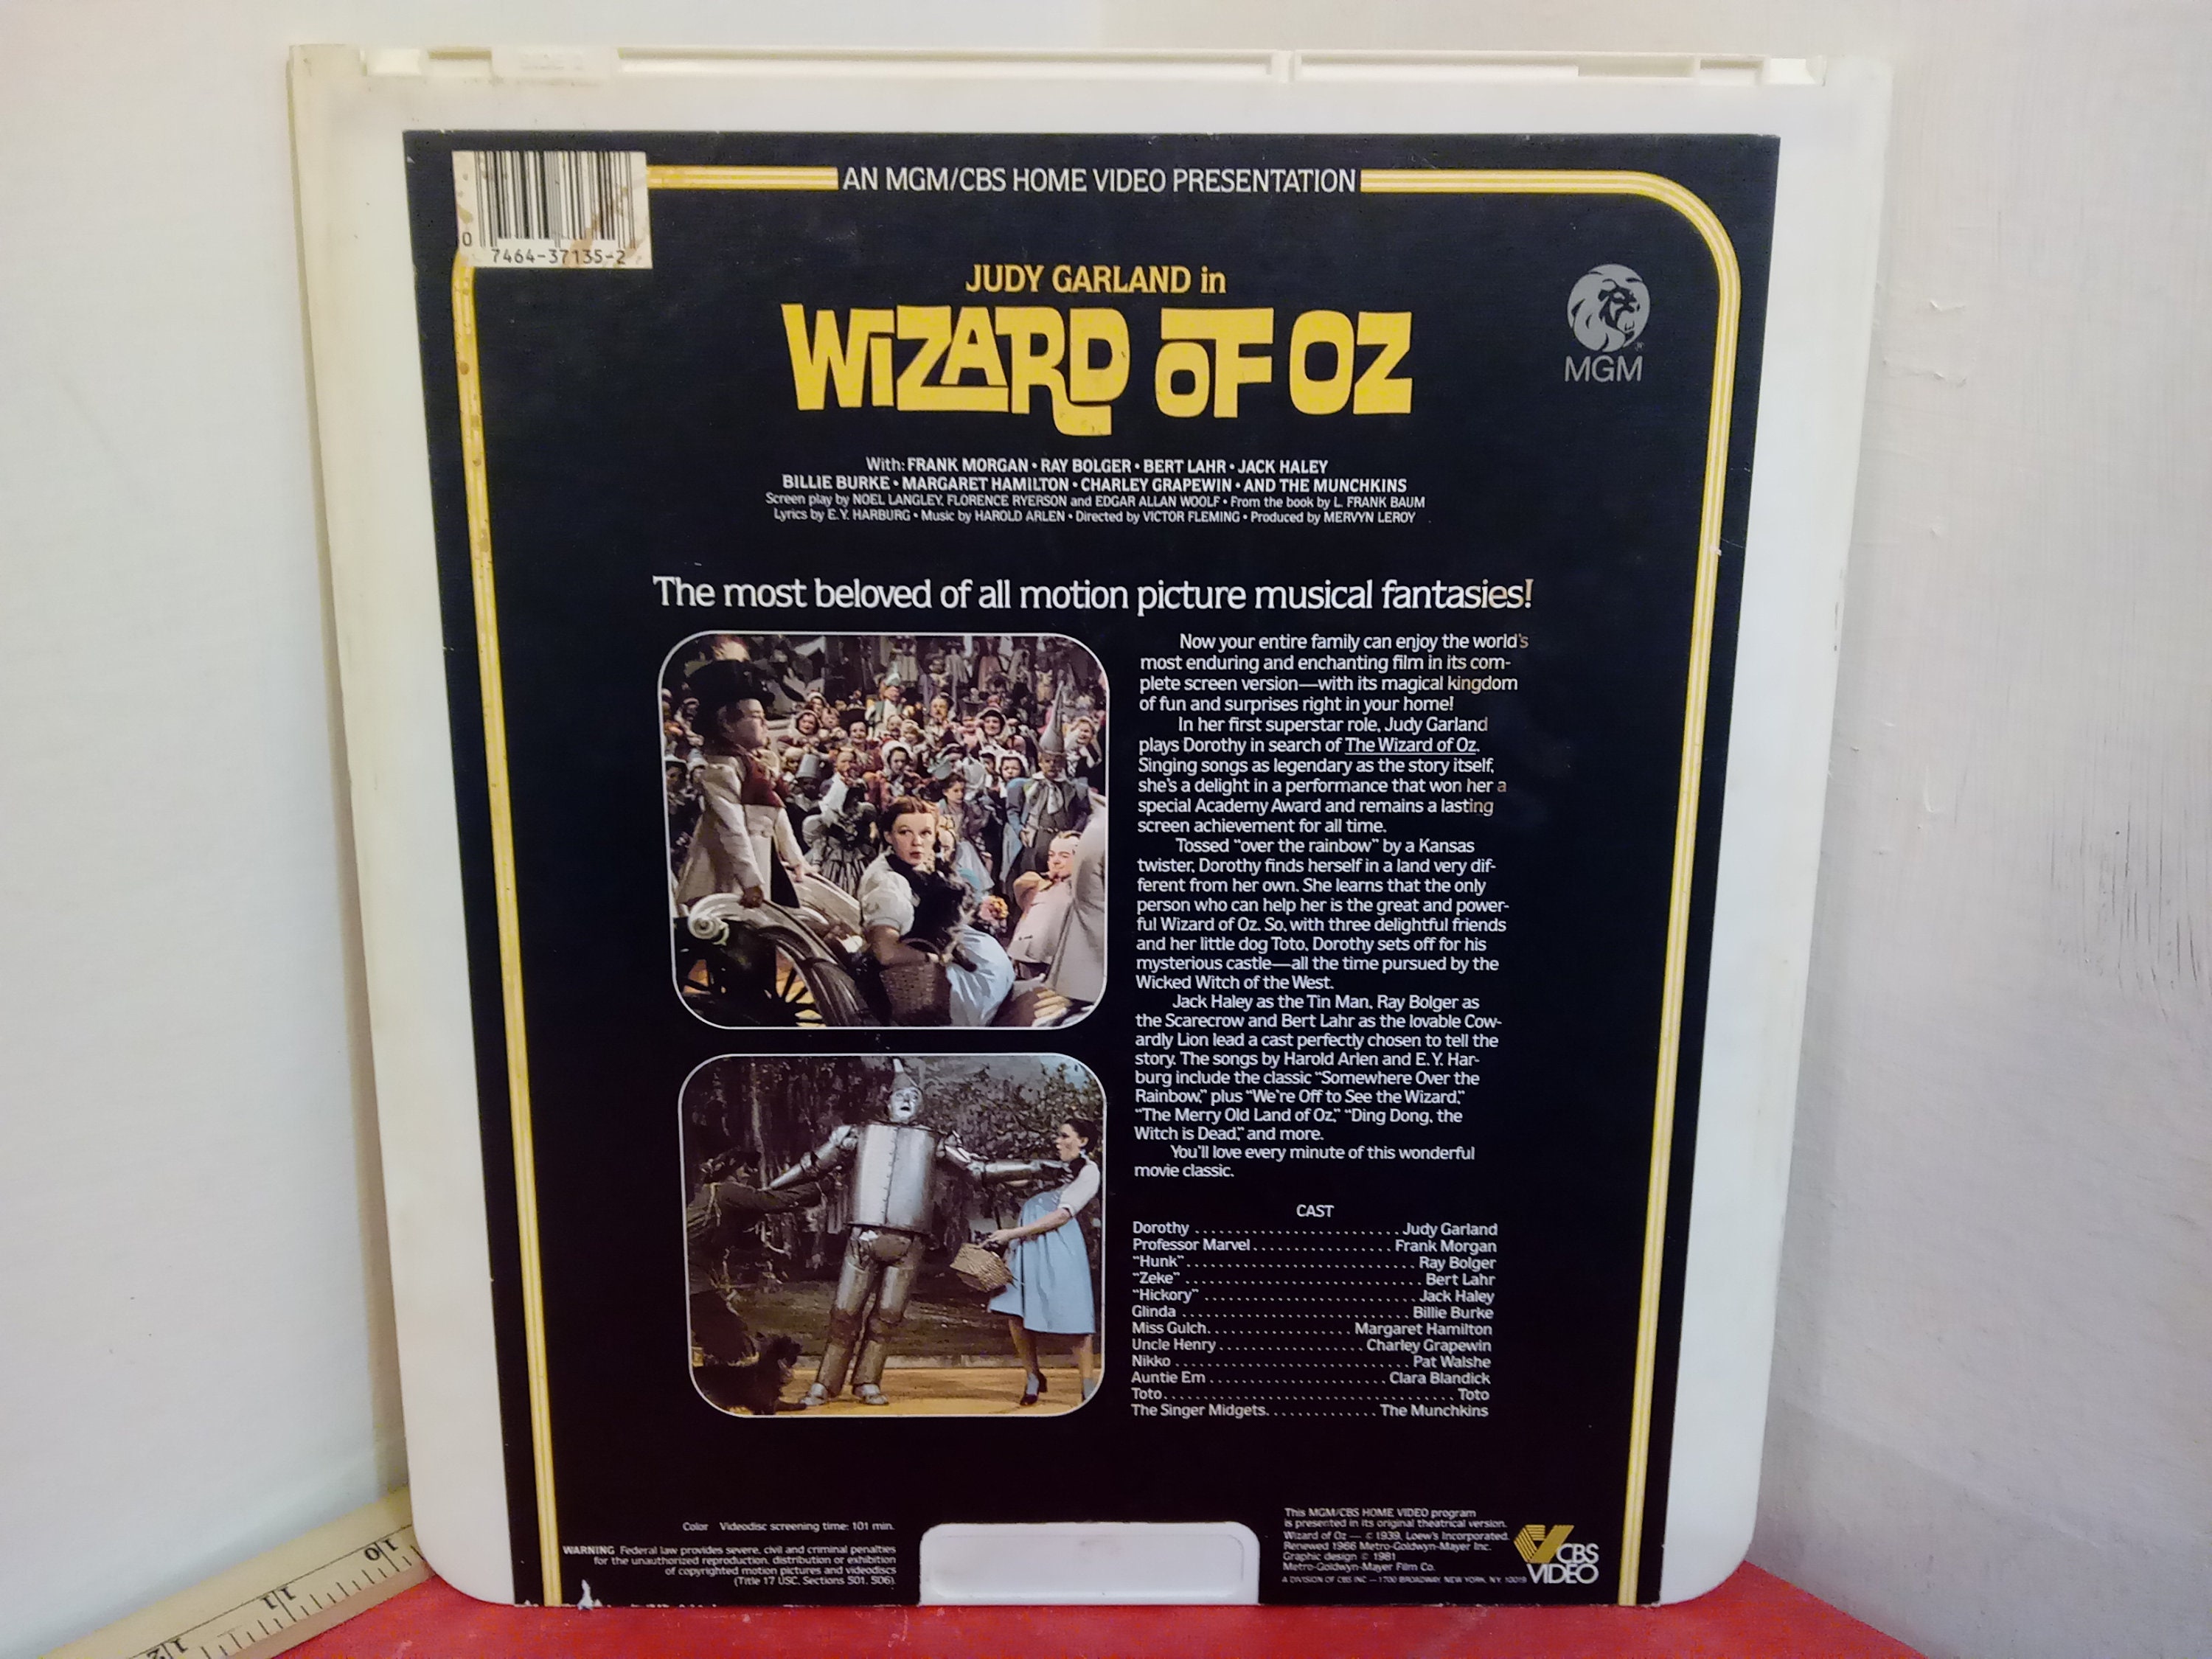 AN MGM/CBS HOME VIDEO PRESENTATION
0
7464-37135-2
JUDY GARLAND in
WIZARD OF OZ
MGM
With: FRANK MORGAN • RAY BOLGER • BERT LAHR • JACK HALEY
BILLIE BURKE • MARGARET HAMILTON • CHARLEY GRAPEWIN • AND THE MUNCHKINS
Screen play by NOEL LANGLEY, FLORENCE RYERSON and EDGAR ALLAN WOOLF • From the book by L. FRANK BAUM
Lyrics by E.Y. HARBURG • Music by HAROLD ARLEN • Directed by VICTOR FLEMING • Produced by MERVYN LEROY
The most beloved of all motion picture musical fantasies!
Now your entire family can enjoy the world's
most enduring and enchanting film in its com-
plete screen version—with its magical kingdom
of fun and surprises right in your home!
In her first superstar role, Judy Garland
plays Dorothy in search of The Wizard of Oz.
Singing songs as legendary as the story itself,
she's a delight in a performance that won her a
special Academy Award and remains a lasting
screen achievement for all time.
Tossed "over the rainbow" by a Kansas
twister, Dorothy finds herself in a land very dif-
ferent from her own. She learns that the only
person who can help her is the great and power-
ful Wizard of Oz. So, with three delightful friends
and her little dog Toto, Dorothy sets off for his
mysterious castle—all the time pursued by the
Wicked Witch of the West.
Jack Haley as the Tin Man, Ray Bolger as
the Scarecrow and Bert Lahr as the lovable Cow-
ardly Lion lead a cast perfectly chosen to tell the
story. The songs by Harold Arlen and E.Y. Har-
burg include the classic "Somewhere Over the
Rainbow," plus "We're Off to See the Wizard,"
"The Merry Old Land of Oz," "Ding Dong, the
Witch is Dead," and more.
You'll love every minute of this wonderful
movie classic.
CAST
Dorothy . . . . . . . . . . . . . . . . . . . . . . . . . Judy Garland
Professor Marvel . . . . . . . . . . . . . . . . . Frank Morgan
"Hunk" . . . . . . . . . . . . . . . . . . . . . . . . . . . . Ray Bolger
"Zeke" . . . . . . . . . . . . . . . . . . . . . . . . . . . . . Bert Lahr
"Hickory" . . . . . . . . . . . . . . . . . . . . . . . . . . Jack Haley
Glinda . . . . . . . . . . . . . . . . . . . . . . . . . . . . Billie Burke
Miss Gulch . . . . . . . . . . . . . . . . . . Margaret Hamilton
Uncle Henry . . . . . . . . . . . . . . . . . . Charley Grapewin
Nikko . . . . . . . . . . . . . . . . . . . . . . . . . . . . . Pat Walshe
Auntie Em . . . . . . . . . . . . . . . . . . . . . . Clara Blandick
Toto . . . . . . . . . . . . . . . . . . . . . . . . . . . . . . . . . . . . Toto
The Singer Midgets . . . . . . . . . . . . . . The Munchkins
Color Videodisc screening time: 101 min.
WARNING Federal law provides severe, civil and criminal penalties
for the unauthorized reproduction, distribution or exhibition
of copyrighted motion pictures and videodiscs
(Title 17 USC, Sections 501, 506).
This MGM/CBS HOME VIDEO program
is presented in its original theatrical version.
Wizard of Oz — © 1939, Loew's Incorporated.
Renewed 1966 Metro-Goldwyn-Mayer Inc.
Graphic design © 1981
Metro-Goldwyn-Mayer Film Co.
A DIVISION OF CBS INC — 1700 BROADWAY, NEW YORK, NY. 10019
CBS
VIDEO
10
11
12